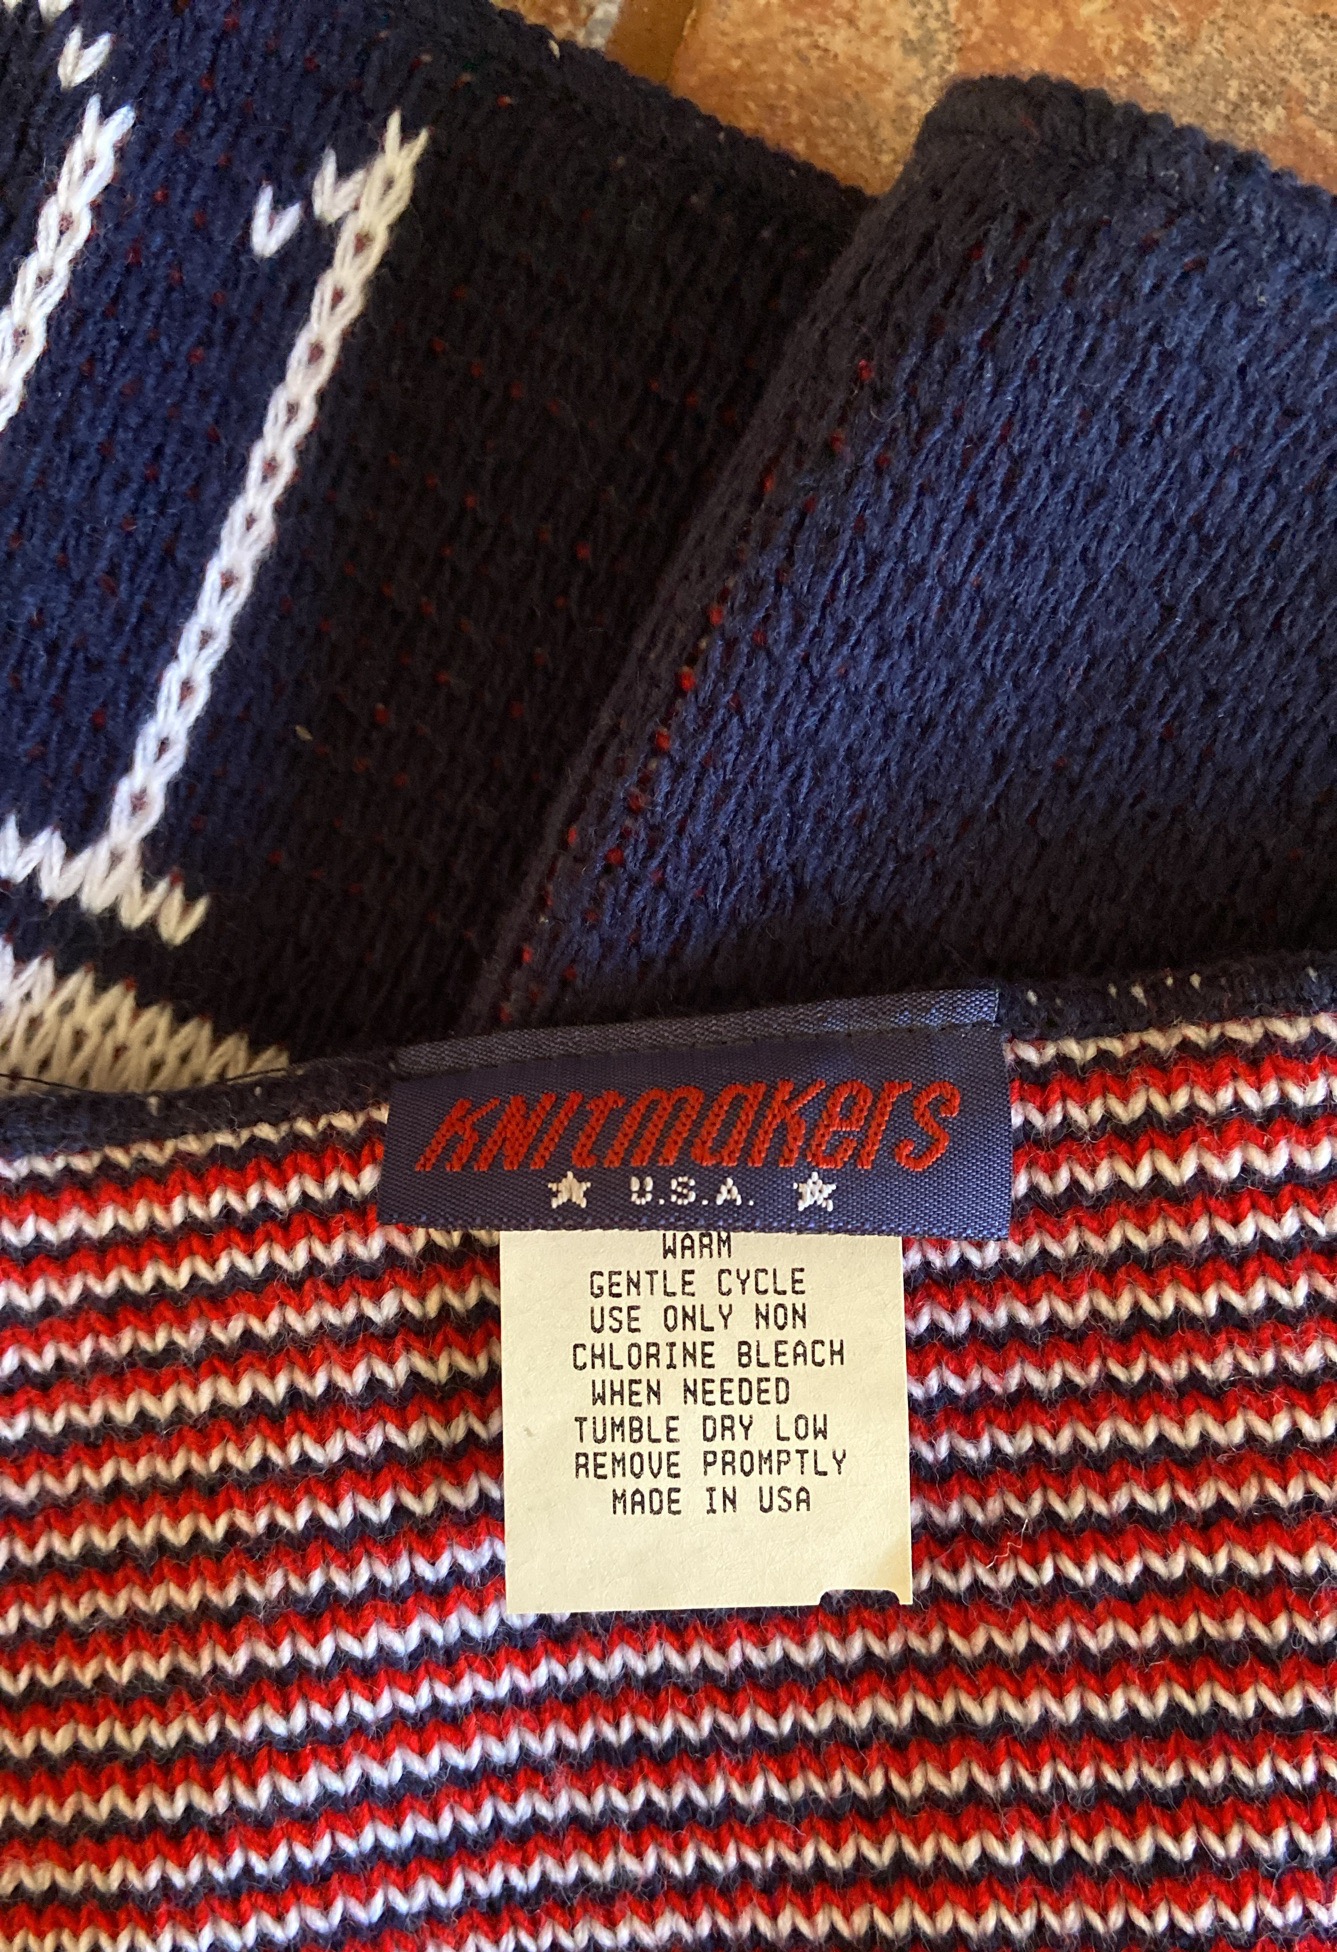 KNITMAKERS
U.S.A.
WARM
GENTLE CYCLE
USE ONLY NON
CHLORINE BLEACH
WHEN NEEDED
TUMBLE DRY LOW
REMOVE PROMPTLY
MADE IN USA